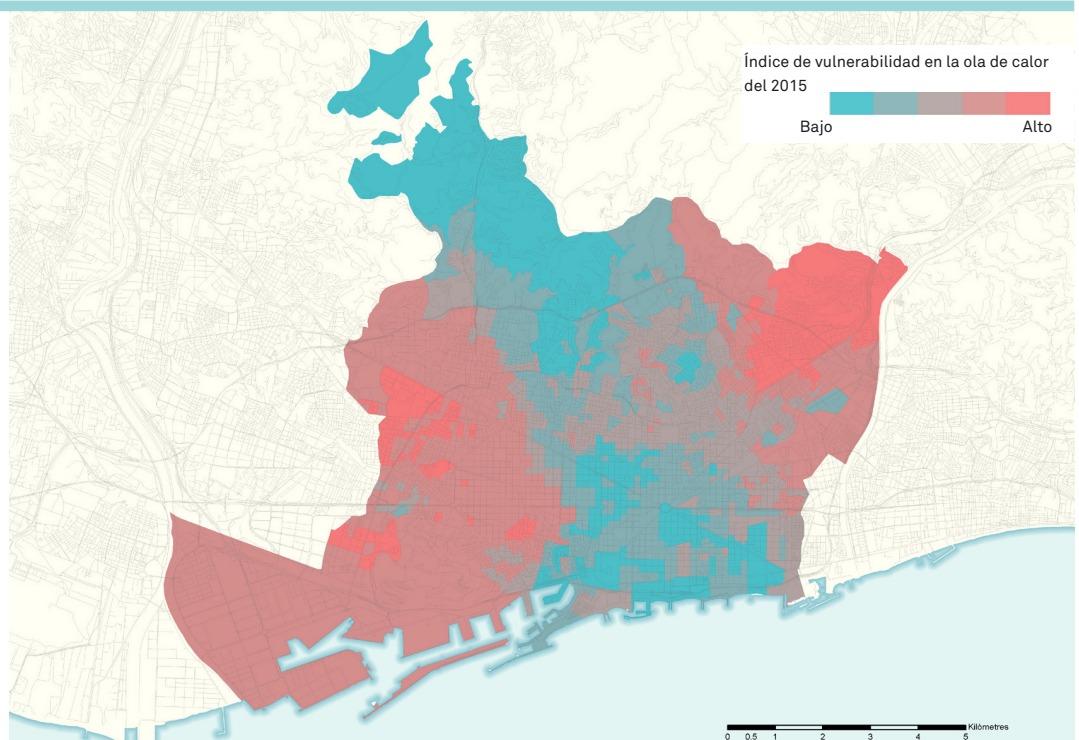 Índice de vulnerabilidad en la ola de calor
del 2015
Bajo Alto
Kilómetres
0 0.5 1 2 3 4 5